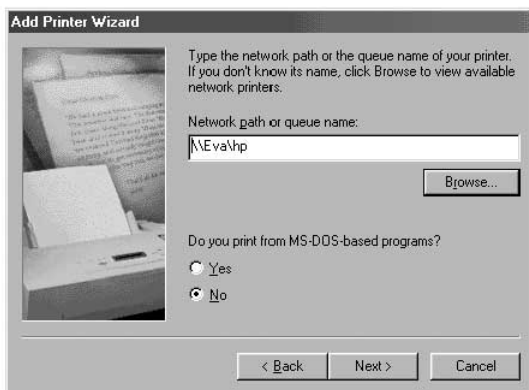 Add Printer Wizard
Type the network path or the queue name of your printer.
If you don't know its name, click Browse to view available
network printers.
Network path or queue name:
\\Eva\hp
Browse...
Do you print from MS-DOS-based programs?
Yes
No
< Back
Next >
Cancel